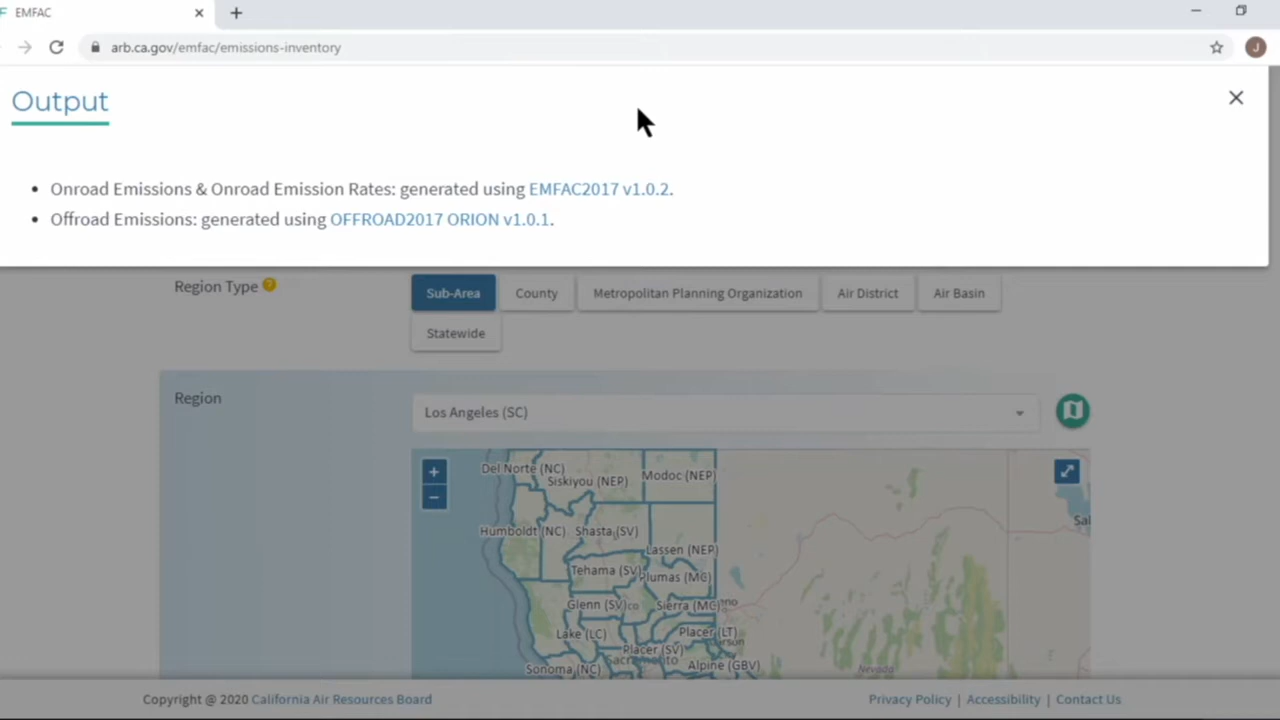 EMFAC
arb.ca.gov/emfac/emissions-inventory
J
Output
• Onroad Emissions & Onroad Emission Rates: generated using EMFAC2017 v1.0.2.
• Offroad Emissions: generated using OFFROAD2017 ORION v1.0.1.
Region Type ?
Sub-Area
County
Metropolitan Planning Organization
Air District
Air Basin
Statewide
Region
Los Angeles (SC)
+
−
Del Norte (NC)
Siskiyou (NEP)
Modoc (NEP)
Humboldt (NC)
Shasta (SV)
Lassen (NEP)
Tehama (SV)
Plumas (MC)
Glenn (SV)
Sierra (MC)
Lake (LC)
Placer (LT)
Placer (SV)
Sacramento
Alpine (GBV)
Sonoma (NC)
Nevada
Copyright @ 2020 California Air Resources Board
Privacy Policy | Accessibility | Contact Us